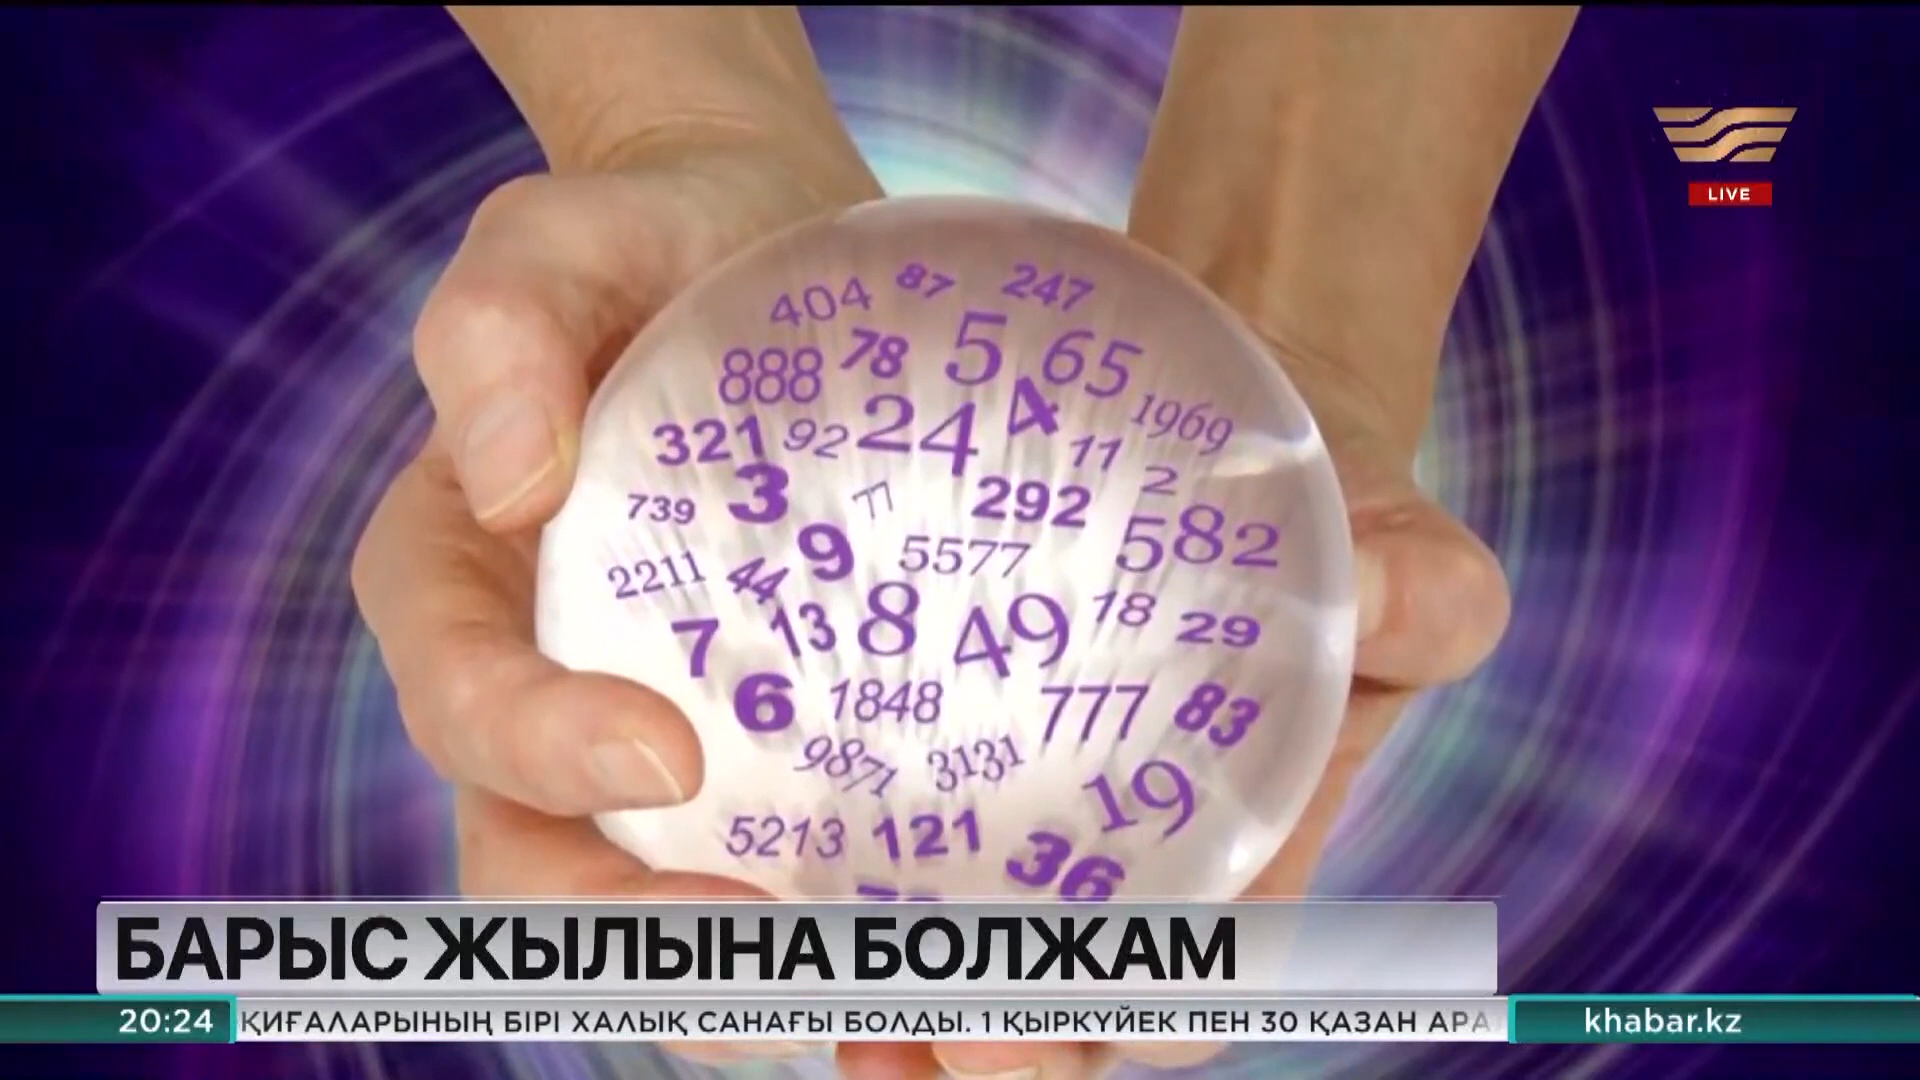 LIVE
404 87 247
888 78 5 65
321 92 24 4 11 1969
739 3 77 292 2 582
2211 44 9 5577
7 13 8 49 18 29
6 1848 777 83
9871 3131 19
5213 121 36
БАРЫС ЖЫЛЫНА БОЛЖАМ
20:24 ҚИҒАЛАРЫНЫҢ БІРІ ХАЛЫҚ САНАҒЫ БОЛДЫ. 1 ҚЫРКҮЙЕК ПЕН 30 ҚАЗАН АРА khabar.kz